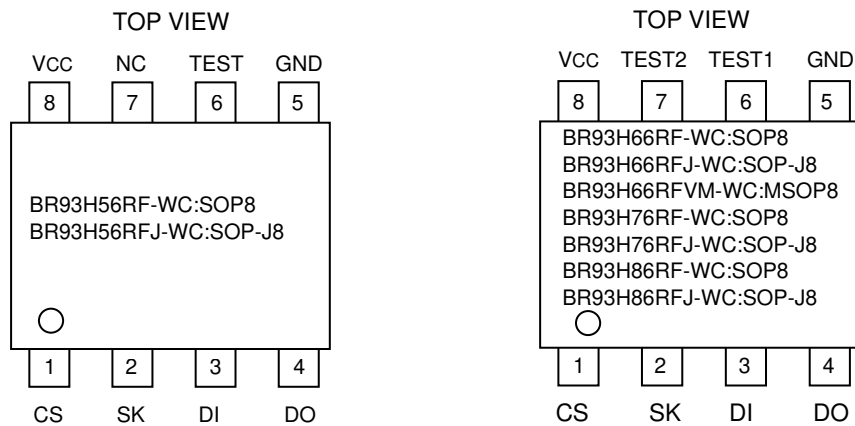 TOP VIEW
VCC NC TEST GND
8 7 6 5
BR93H56RF-WC:SOP8
BR93H56RFJ-WC:SOP-J8
1 2 3 4
CS SK DI DO
TOP VIEW
VCC TEST2 TEST1 GND
8 7 6 5
BR93H66RF-WC:SOP8
BR93H66RFJ-WC:SOP-J8
BR93H66RFVM-WC:MSOP8
BR93H76RF-WC:SOP8
BR93H76RFJ-WC:SOP-J8
BR93H86RF-WC:SOP8
BR93H86RFJ-WC:SOP-J8
1 2 3 4
CS SK DI DO